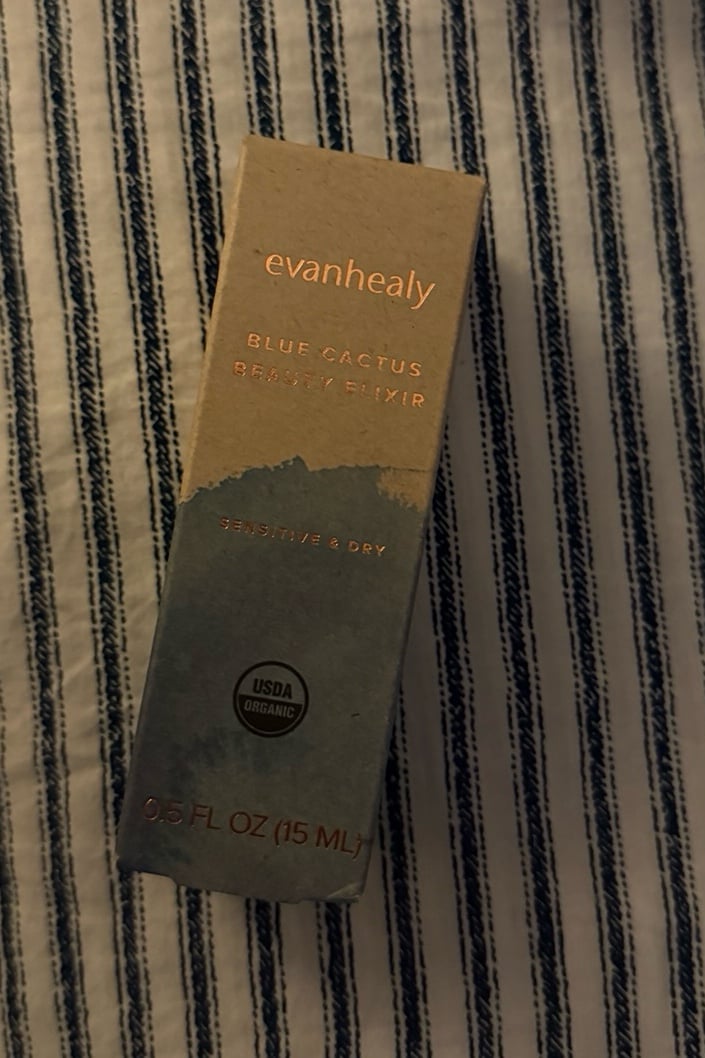 evanhealy
BLUE CACTUS
BEAUTY ELIXIR
SENSITIVE & DRY
USDA
ORGANIC
0.5 FL OZ (15 ML)